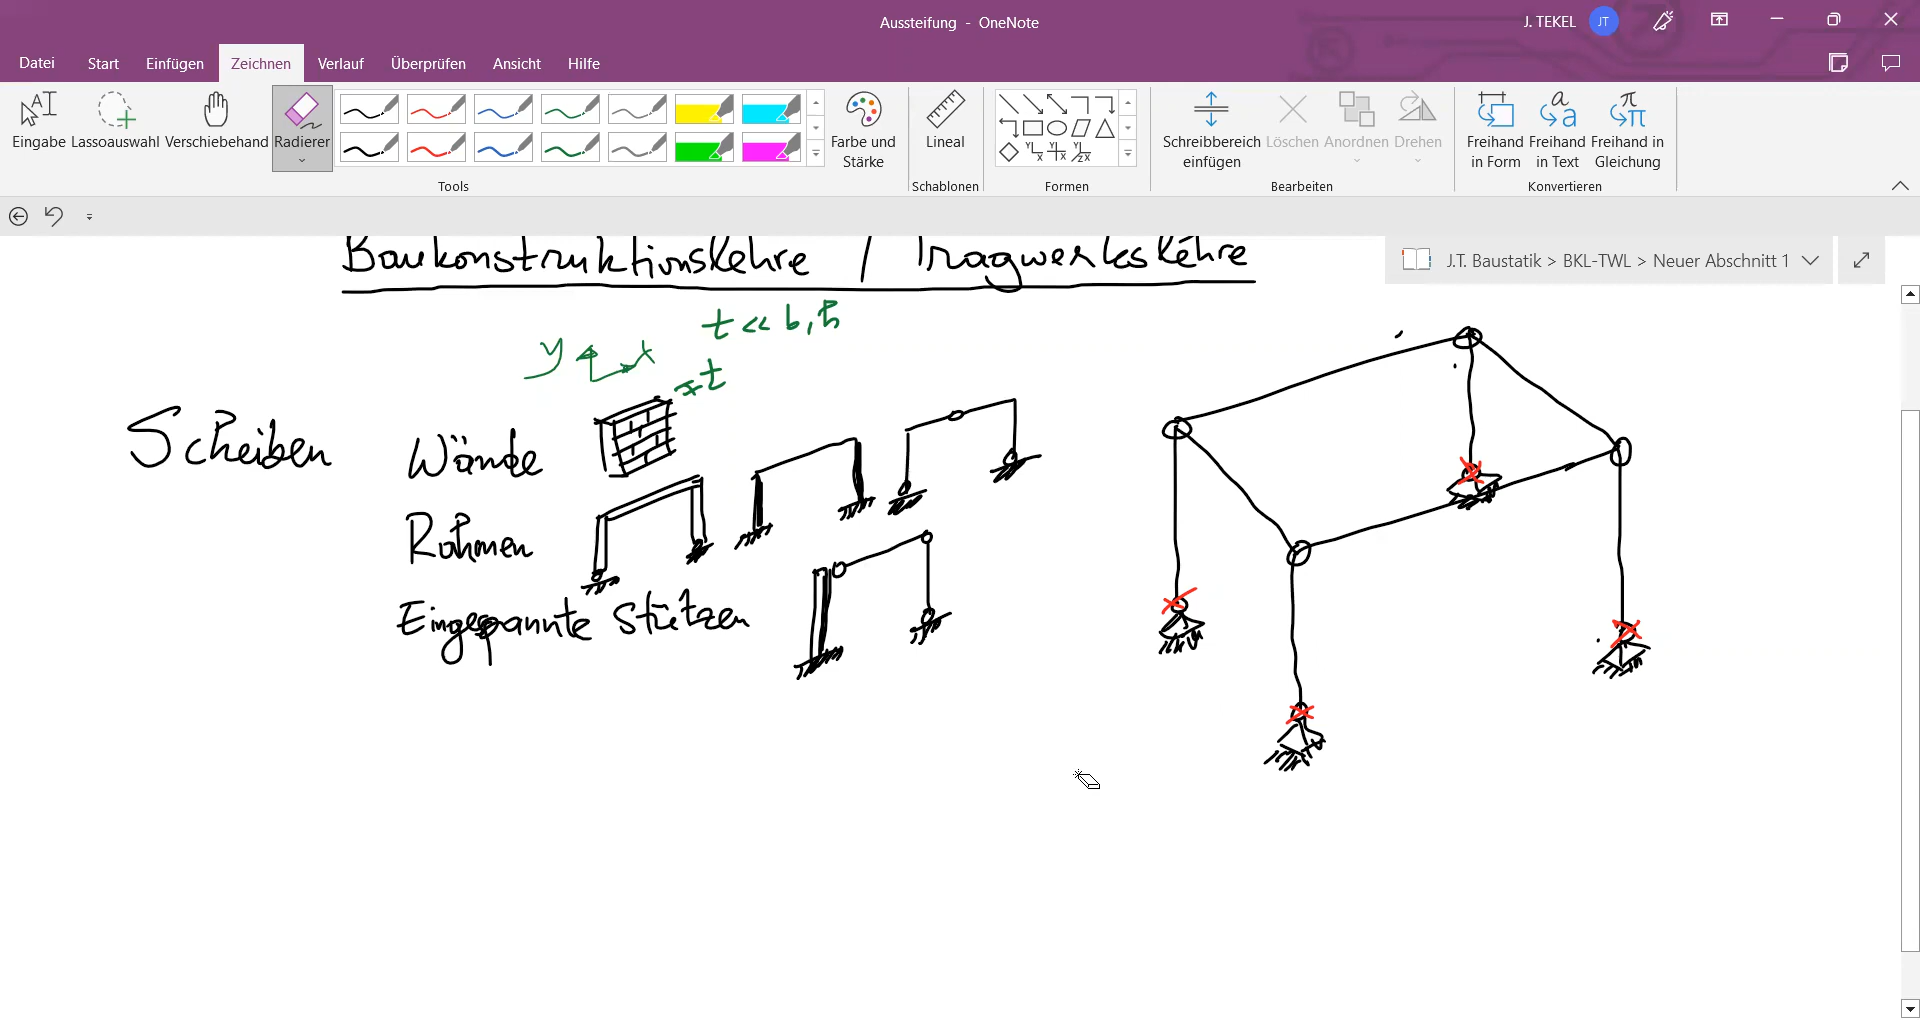 Aussteifung - OneNote
J. TEKEL JT
Datei Start Einfügen Zeichnen Verlauf Überprüfen Ansicht Hilfe
Eingabe Lassoauswahl Verschiebehand Radierer
Farbe und Stärke
Lineal
Schreibbereich einfügen
Löschen Anordnen Drehen
Freihand in Form
Freihand in Text
Freihand in Gleichung
Tools Schablonen Formen Bearbeiten Konvertieren
J.T. Baustatik > BKL-TWL > Neuer Abschnitt 1
Baukonstruktionslehre / Tragwerkslehre
t << b, h
y x
t
Scheiben Wände
Rahmen
Eingespannte Stützen